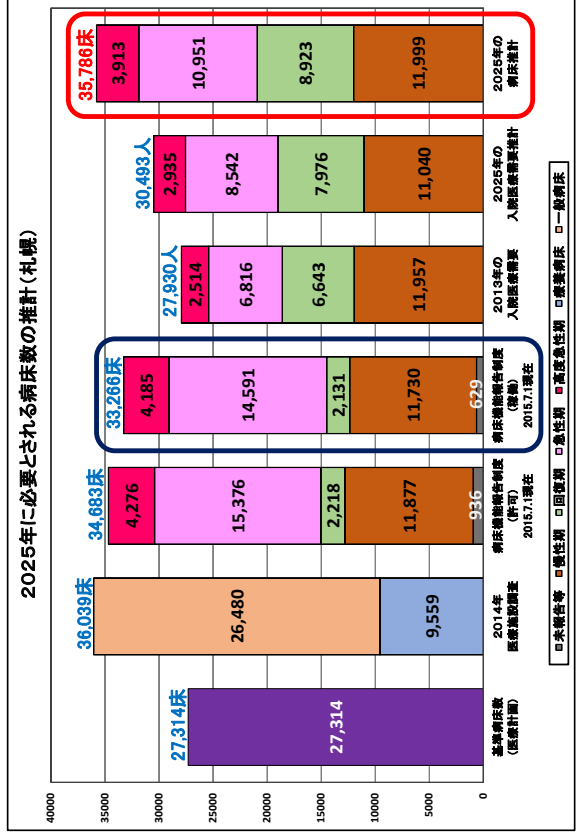 2025年に必要とされる病床数の推計(札幌)
40000
35000
30000
25000
20000
15000
10000
5000
0
27,314床
27,314
基準病床数
(医療計画)
36,039床
26,480
9,559
2014年
医療施設調査
34,683床
4,276
15,376
2,218
11,877
936
病床機能報告制度
(許可)
2015.7.1現在
33,266床
4,185
14,591
2,131
11,730
629
病床機能報告制度
(稼働)
2015.7.1現在
27,930人
2,514
6,816
6,643
11,957
2013年の
入院医療需要
30,493人
2,935
8,542
7,976
11,040
2025年の
入院医療需要推計
35,786床
3,913
10,951
8,923
11,999
2025年の
病床推計
未報告等 慢性期 回復期 急性期 高度急性期 療養病床 一般病床